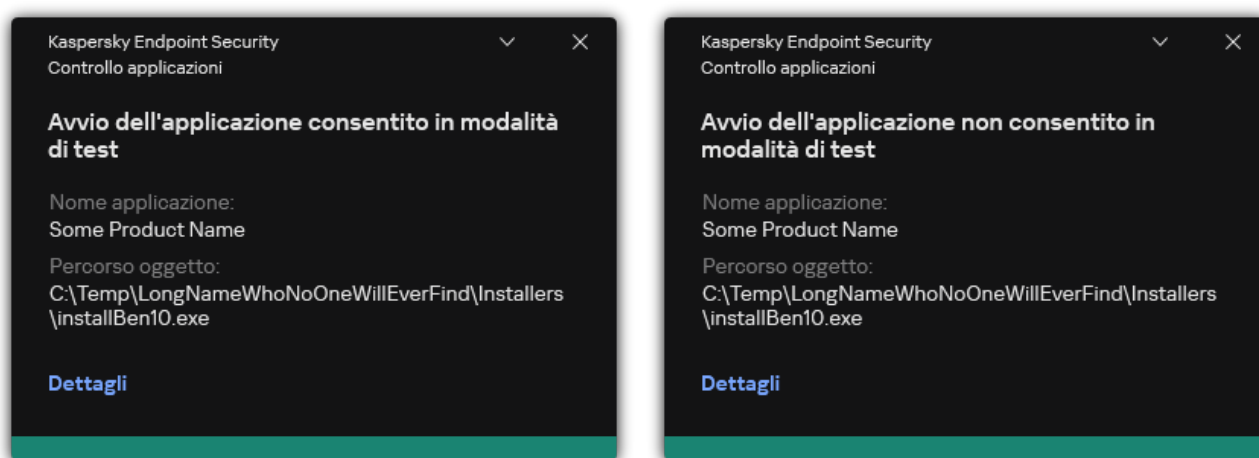 Kaspersky Endpoint Security
Controllo applicazioni
Avvio dell'applicazione consentito in modalità
di test
Nome applicazione:
Some Product Name
Percorso oggetto:
C:\Temp\LongNameWhoNoOneWillEverFind\Installers
\installBen10.exe
Dettagli
Kaspersky Endpoint Security
Controllo applicazioni
Avvio dell'applicazione non consentito in
modalità di test
Nome applicazione:
Some Product Name
Percorso oggetto:
C:\Temp\LongNameWhoNoOneWillEverFind\Installers
\installBen10.exe
Dettagli